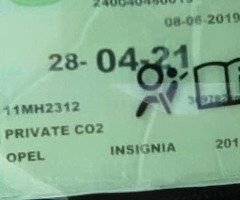 08-06-2019
28-04-21
11MH2312
PRIVATE CO2
OPEL INSIGNIA 201